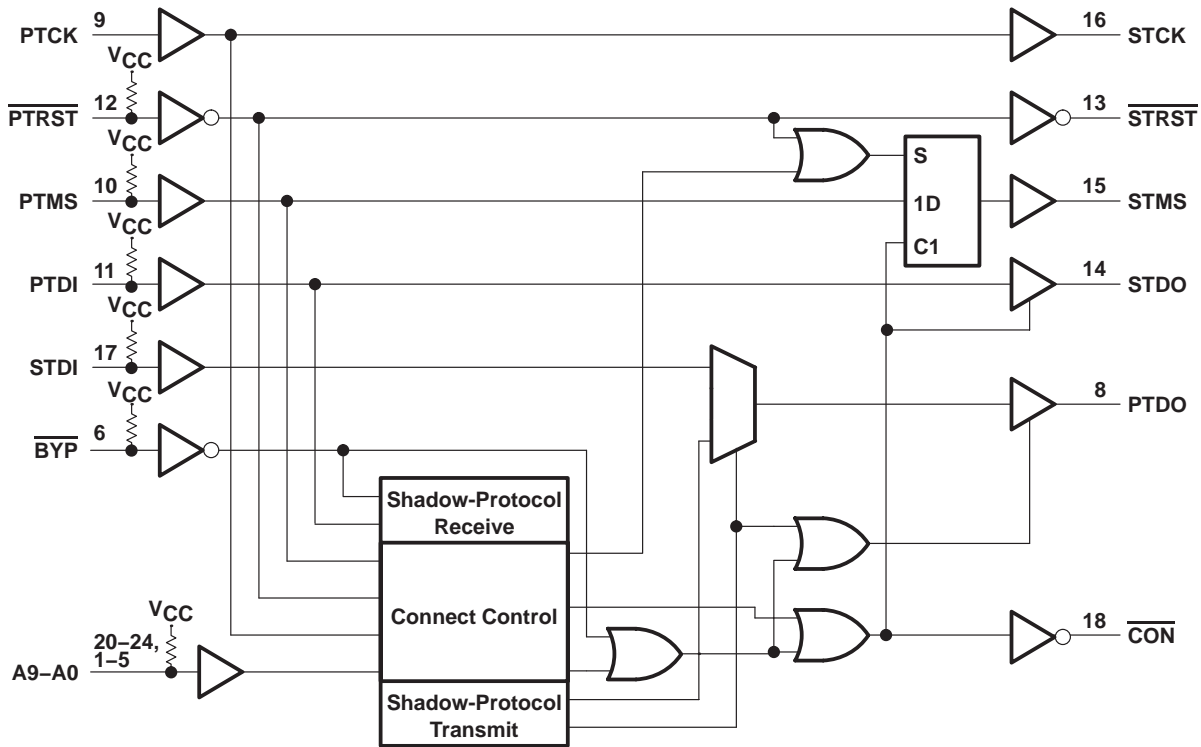 PTCK 9 16 STCK
VCC
PTRST 12 13 STRST
VCC
PTMS 10 15 STMS
S
1D
C1
VCC
PTDI 11 14 STDO
VCC
STDI 17
VCC
8 PTDO
BYP 6
Shadow-Protocol
Receive
Connect Control
Shadow-Protocol
Transmit
VCC
20–24,
1–5
A9–A0
18 CON